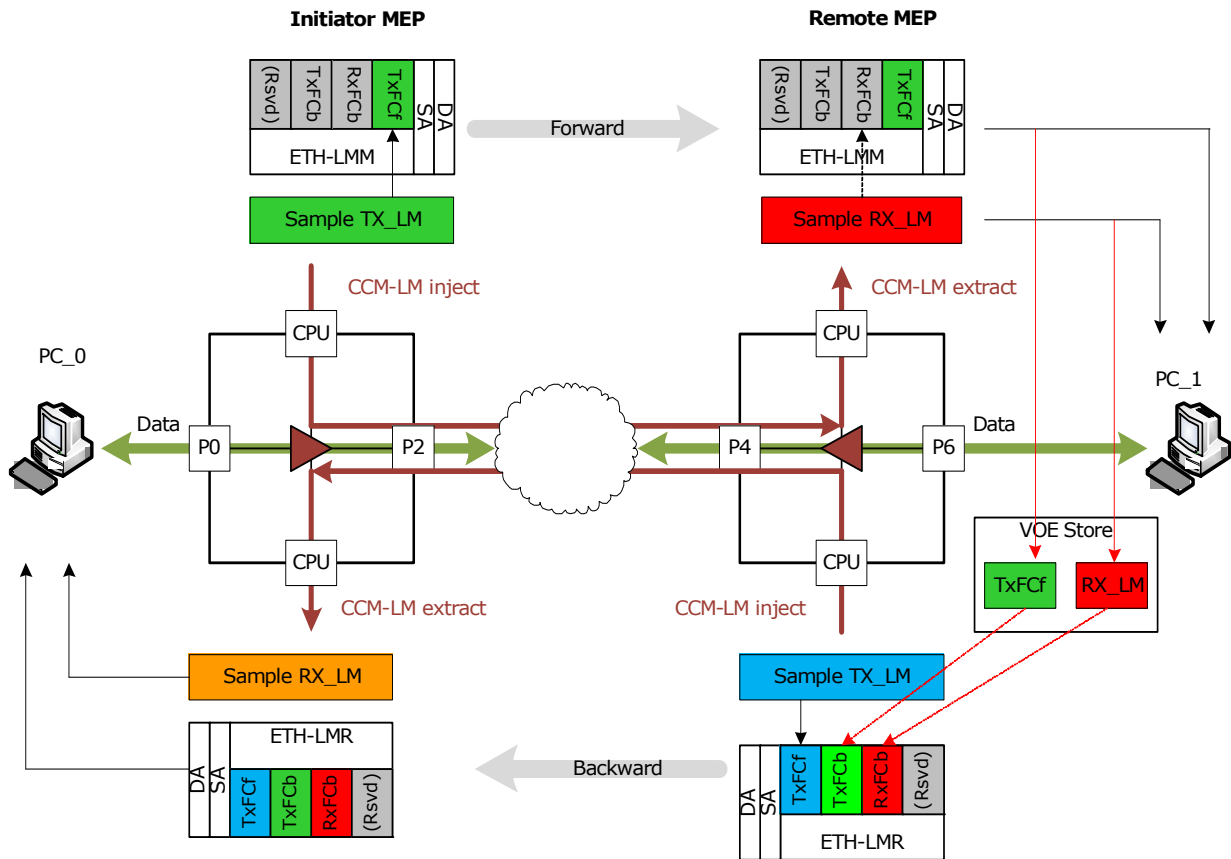 Initiator MEP
Remote MEP
(Rsvd)
TxFCb
RxFCb
TxFCf
SA
DA
ETH-LMM
Forward
(Rsvd)
TxFCb
RxFCb
TxFCf
SA
DA
ETH-LMM
Sample TX_LM
Sample RX_LM
CCM-LM inject
CCM-LM extract
CPU
CPU
PC_0
PC_1
Data
P0
P2
P4
P6
Data
CPU
CPU
VOE Store
TxFCf
RX_LM
CCM-LM extract
CCM-LM inject
Sample RX_LM
Sample TX_LM
ETH-LMR
DA
SA
TxFCf
TxFCb
RxFCb
(Rsvd)
Backward
DA
SA
TxFCf
TxFCb
RxFCb
(Rsvd)
ETH-LMR